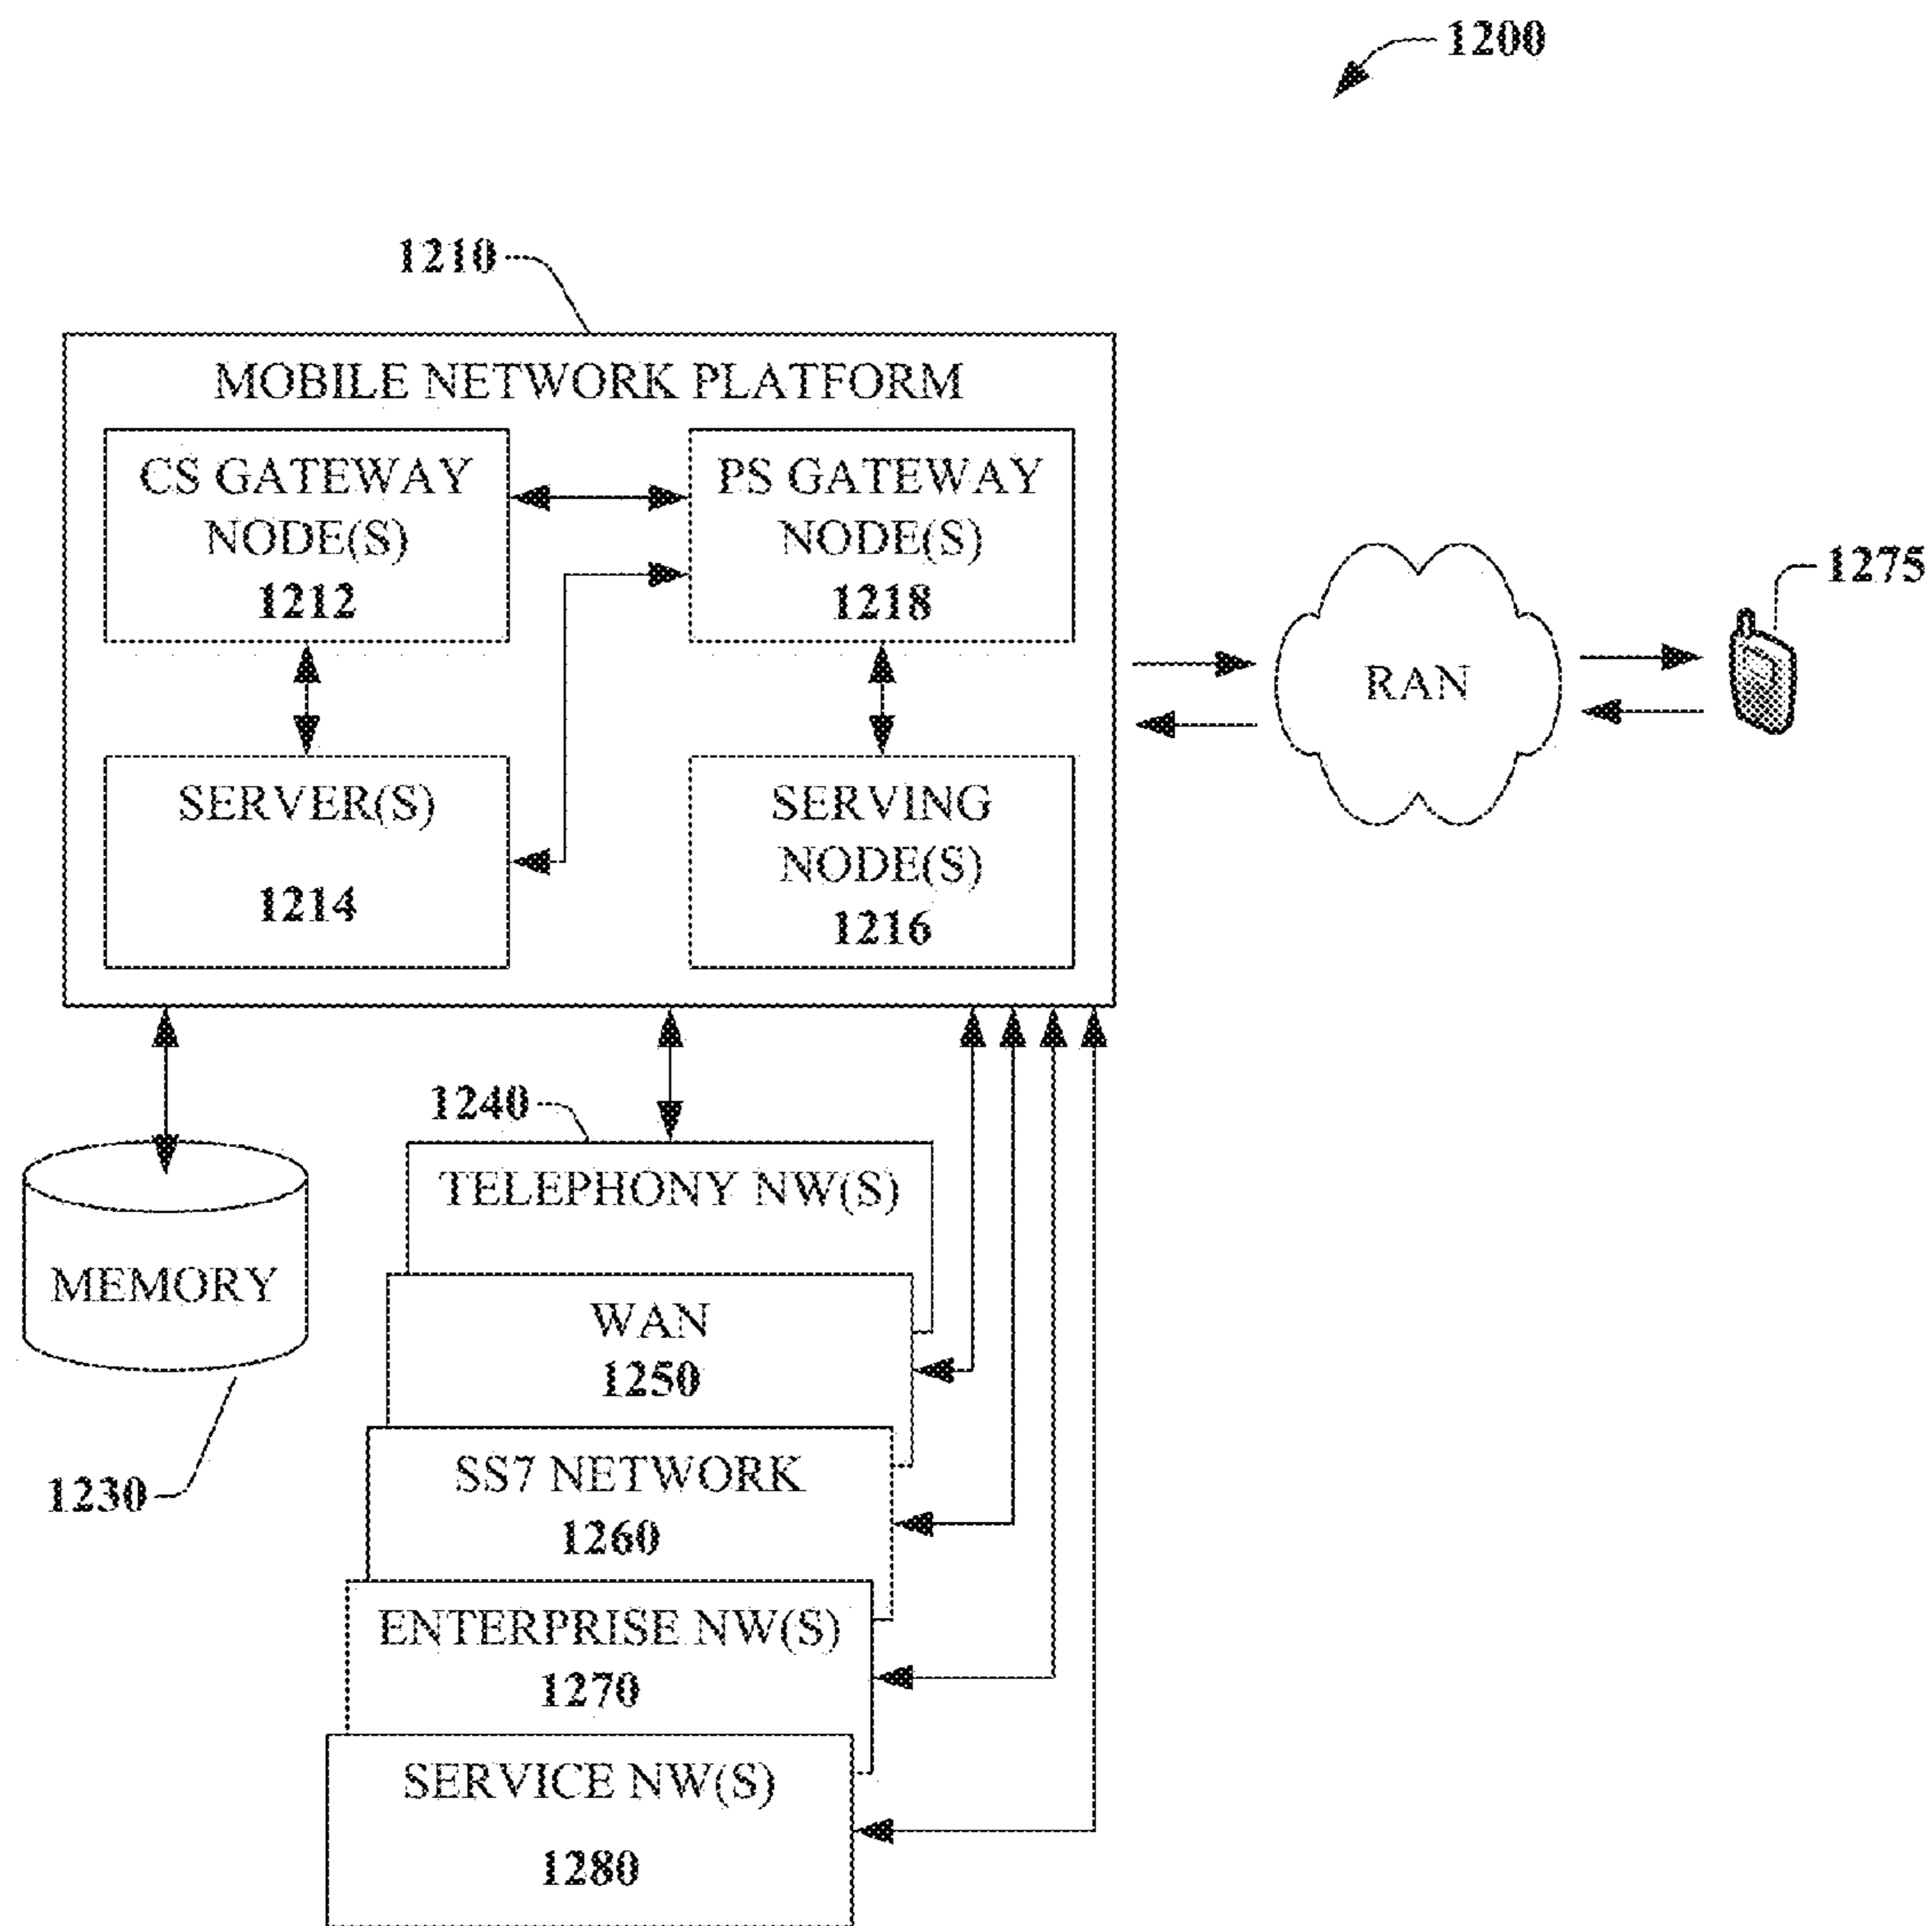 1200
1210
MOBILE NETWORK PLATFORM
CS GATEWAY
NODE(S)
1212
PS GATEWAY
NODE(S)
1218
SERVER(S)
1214
SERVING
NODE(S)
1216
RAN
1275
1240
TELEPHONY NW(S)
MEMORY
1230
WAN
1250
SS7 NETWORK
1260
ENTERPRISE NW(S)
1270
SERVICE NW(S)
1280